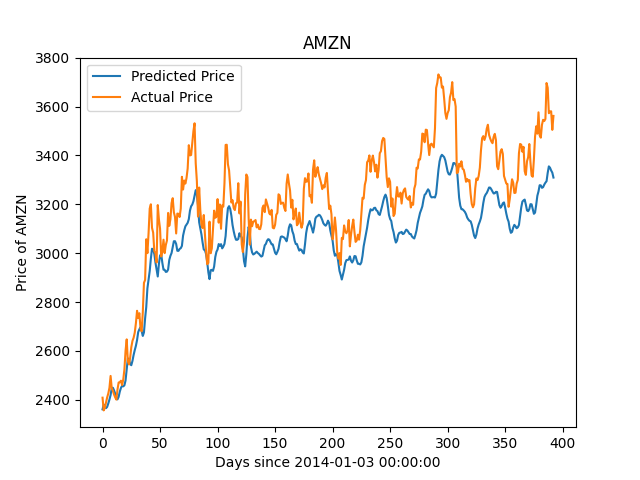 AMZN
Predicted Price
Actual Price
Price of AMZN
3800
3600
3400
3200
3000
2800
2600
2400
0 50 100 150 200 250 300 350 400
Days since 2014-01-03 00:00:00